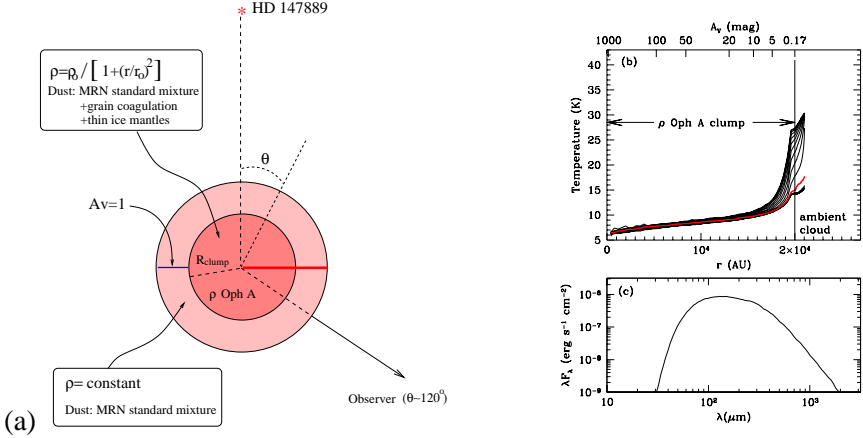 * HD 147889
ρ=ρ₀/[1+(r/r₀)²]
Dust: MRN standard mixture
+grain coagulation
+thin ice mantles
θ
Av=1
Rclump
ρ Oph A
ρ= constant
Dust: MRN standard mixture
Observer (θ~120°)
(a)
A_V (mag)
1000 100 50 20 10 5 0.17
(b)
ρ Oph A clump
ambient
cloud
Temperature (K)
40
35
30
25
20
15
10
5
0 10⁴ 2×10⁴
r (AU)
(c)
λF_λ (erg s⁻¹ cm⁻²)
10⁻⁶
10⁻⁷
10⁻⁸
10⁻⁹
10 10² 10³
λ(μm)